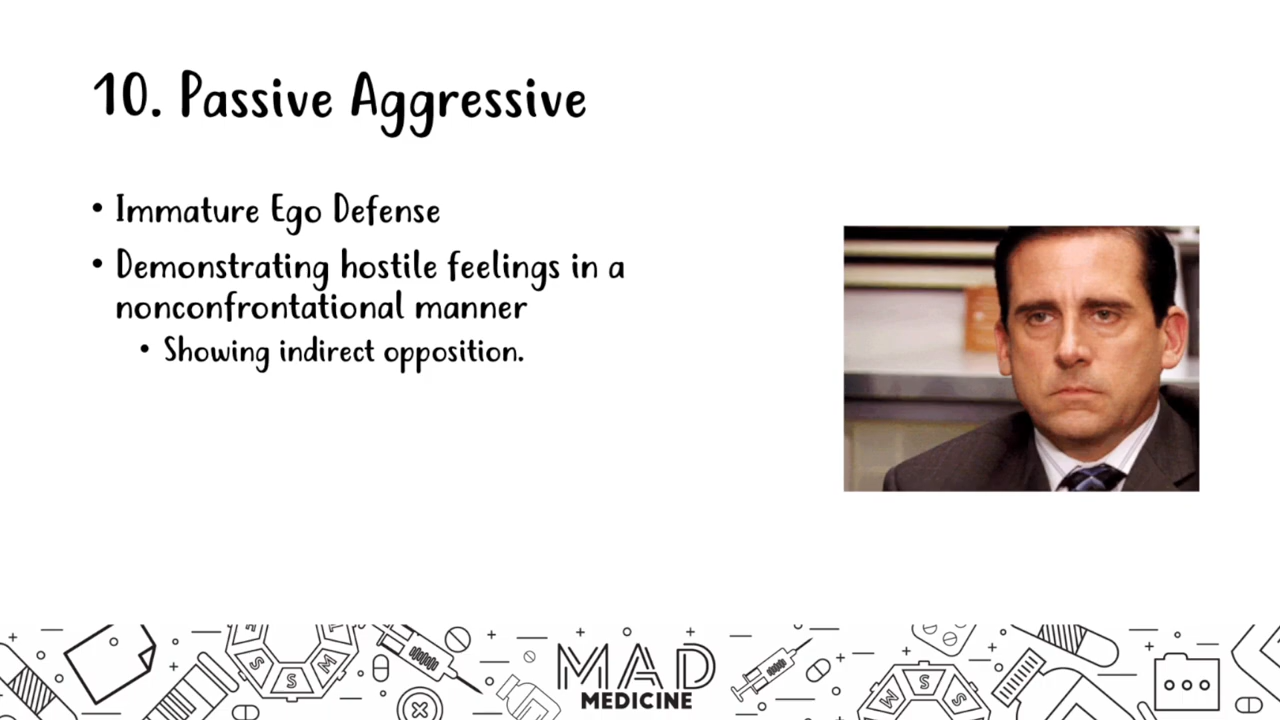 10. Passive Aggressive
• Immature Ego Defense
• Demonstrating hostile feelings in a
nonconfrontational manner
• Showing indirect opposition.
MAD
MEDICINE